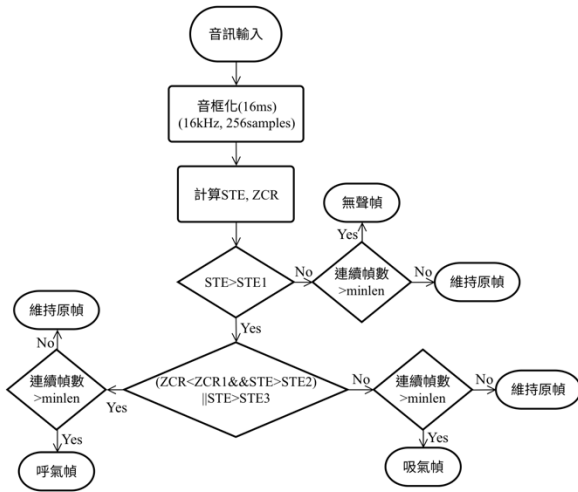 音訊輸入
音框化(16ms)
(16kHz, 256samples)
計算STE, ZCR
無聲幀
Yes
STE>STE1
No
連續幀數
>minlen
No
維持原幀
Yes
維持原幀
No
連續幀數
>minlen
Yes
(ZCR<ZCR1&&STE>STE2)
||STE>STE3
No
連續幀數
>minlen
No
維持原幀
Yes
呼氣幀
Yes
吸氣幀